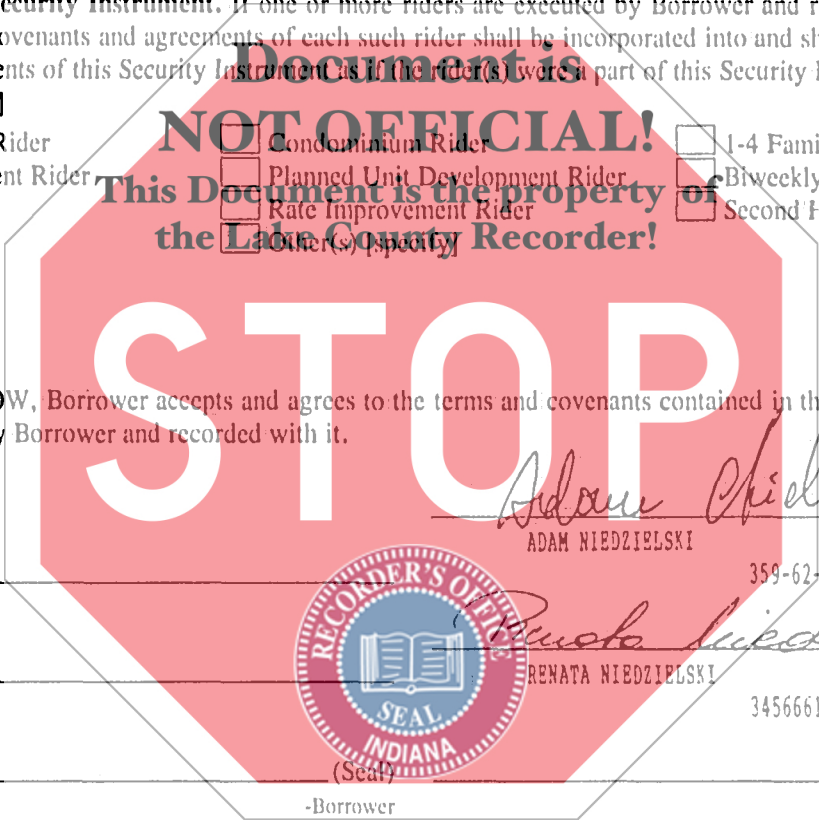 Security Instrument. If one or more riders are executed by Borrower and r
ovenants and agreements of each such rider shall be incorporated into and sh
ents of this Security Instrument as if the rider(s) were a part of this Security I
Document is
NOT OFFICIAL!
This Document is the property of
the Lake County Recorder!
Rider Condominium Rider 1-4 Fami
nt Rider Planned Unit Development Rider Biweekly
Rate Improvement Rider Second H
Other(s) [specify]
STOP
OW, Borrower accepts and agrees to the terms and covenants contained in th
y Borrower and recorded with it.
Adam
ADAM NIEDZIELSKI
359-62-
Renata
RENATA NIEDZIELSKI
3456661
RECORDER'S OFFICE
SEAL
INDIANA
(Seal)
-Borrower